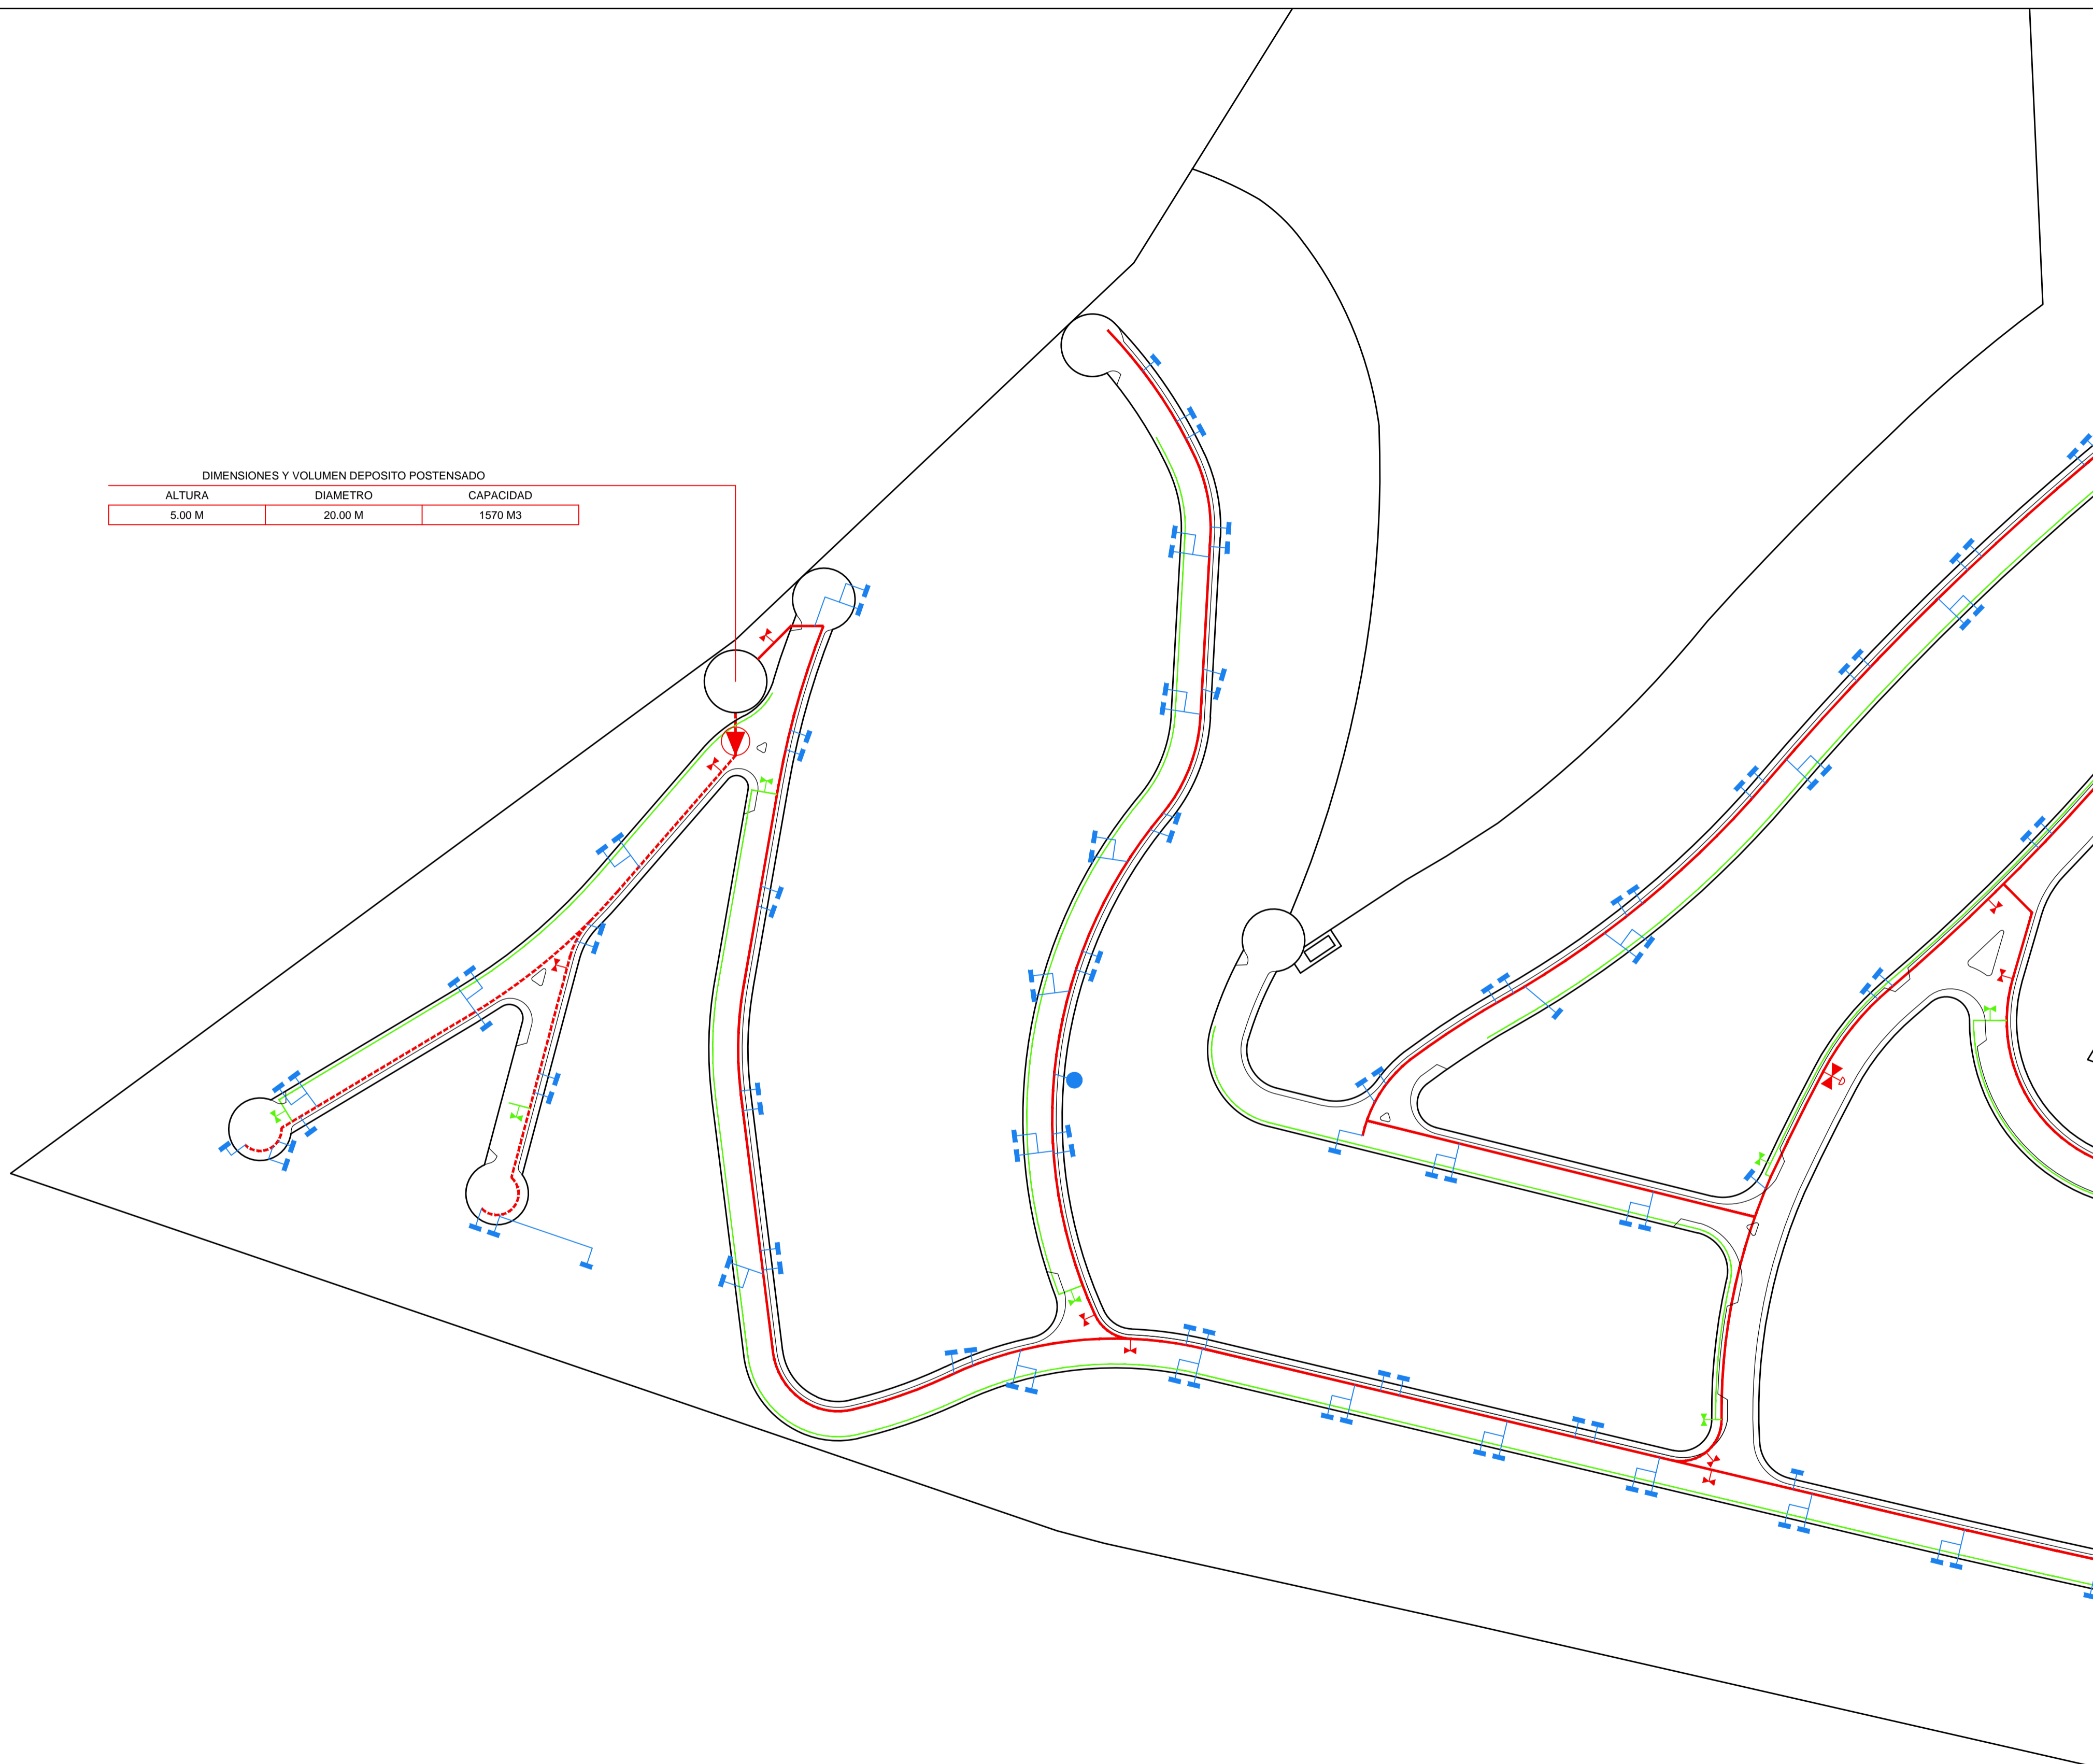 DIMENSIONES Y VOLUMEN DEPOSITO POSTENSADO
ALTURA DIAMETRO CAPACIDAD
5.00 M 20.00 M 1570 M3